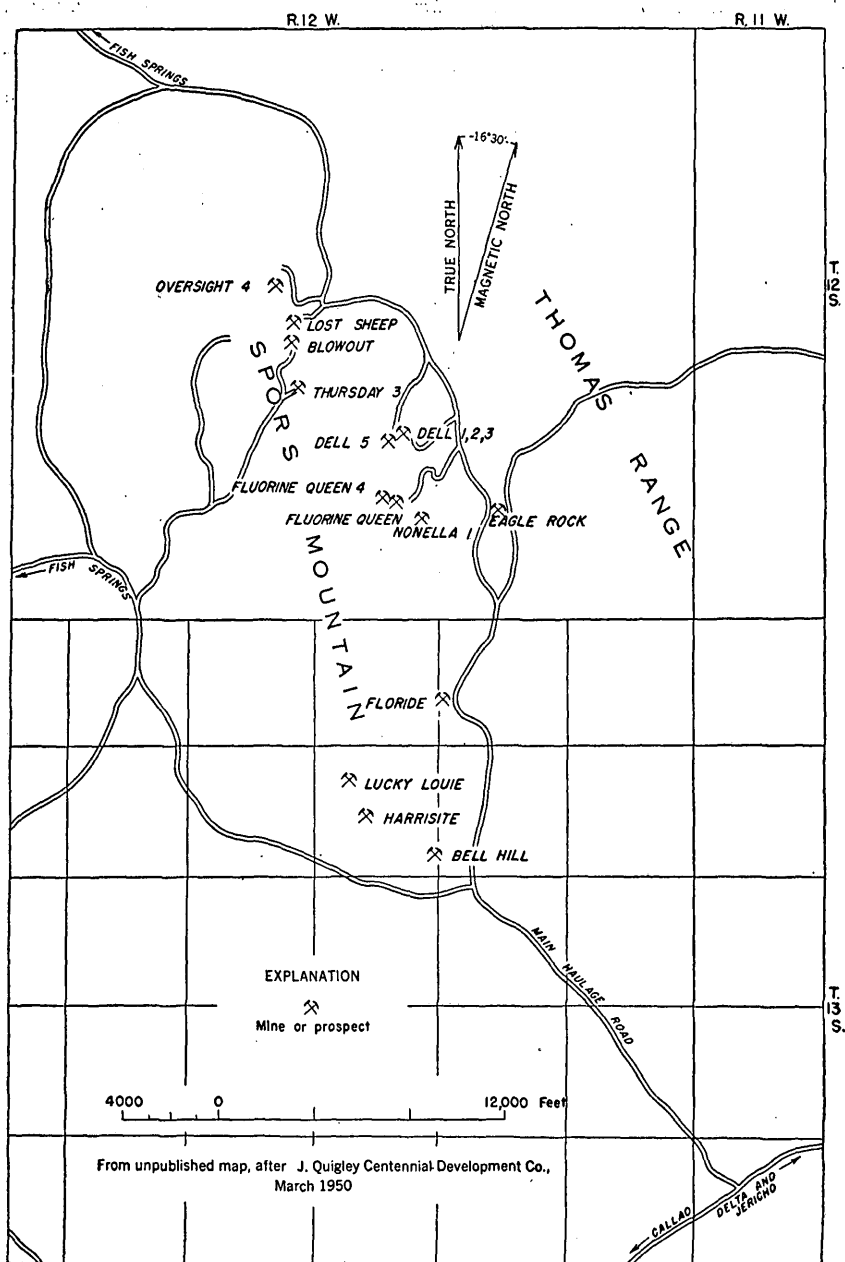 R.12 W.
R. 11 W.
FISH SPRINGS
-16°30'-
TRUE NORTH
MAGNETIC NORTH
T.
12
S.
OVERSIGHT 4
THOMAS
RANGE
LOST SHEEP
BLOWOUT
SPORS
MOUNTAIN
THURSDAY 3
DELL 5
DELL 1,2,3
FLUORINE QUEEN 4
FLUORINE QUEEN
NONELLA 1
EAGLE ROCK
FISH SPRINGS
FLORIDE
LUCKY LOUIE
HARRISITE
BELL HILL
MAIN HAULAGE ROAD
EXPLANATION
Mine or prospect
T.
13
S.
4000 0 12,000 Feet
From unpublished map, after J. Quigley Centennial Development Co.,
March 1950
CALLAO
DELTA AND
JERICHO